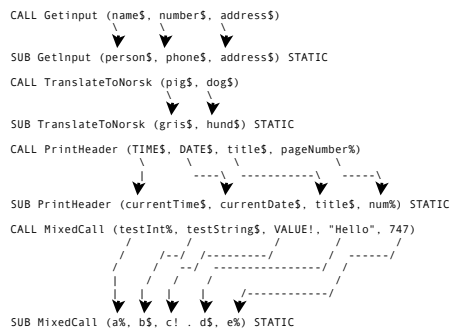 CALL Getinput (name$, number$, address$)
SUB GetInput (person$, phone$, address$) STATIC
CALL TranslateToNorsk (pig$, dog$)
SUB TranslateToNorsk (gris$, hund$) STATIC
CALL PrintHeader (TIME$, DATE$, title$, pageNumber%)
SUB PrintHeader (currentTime$, currentDate$, title$, num%) STATIC
CALL MixedCall (testInt%, testString$, VALUE!, "Hello", 747)
SUB MixedCall (a%, b$, c! . d$, e%) STATIC